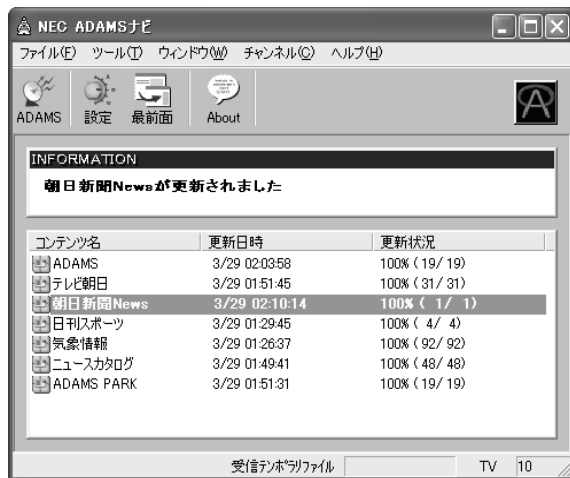 NEC ADAMSナビ
ファイル(F) ツール(T) ウィンドウ(W) チャンネル(C) ヘルプ(H)
ADAMS 設定 最前面 About
INFORMATION
朝日新聞Newsが更新されました
コンテンツ名 更新日時 更新状況
ADAMS 3/29 02:03:58 100% ( 19/ 19)
テレビ朝日 3/29 01:51:45 100% ( 31/ 31)
朝日新聞News 3/29 02:10:14 100% ( 1/ 1)
日刊スポーツ 3/29 01:29:45 100% ( 4/ 4)
気象情報 3/29 01:26:37 100% ( 92/ 92)
ニュースカタログ 3/29 01:49:41 100% ( 48/ 48)
ADAMS PARK 3/29 01:51:31 100% ( 19/ 19)
受信テンポラリファイル TV 10